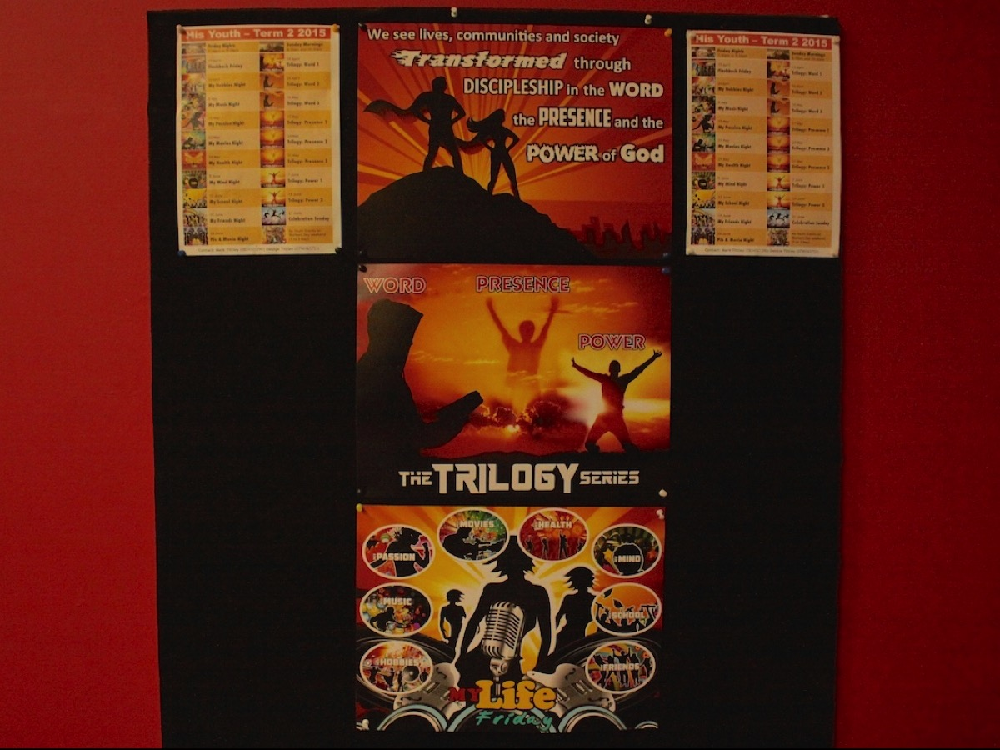 His Youth – Term 2 2015
Friday Nights
Sunday Mornings
Flashback Friday
Trilogy: Word 1
My Hobbies Night
Trilogy: Word 2
My Music Night
Trilogy: Word 3
My Passion Night
Trilogy: Presence 1
My Movies Night
Trilogy: Presence 2
My Health Night
Trilogy: Presence 3
My Mind Night
Trilogy: Power 1
My School Night
Trilogy: Power 2
My Friends Night
Celebration Sunday
Pic & Movie Night
We see lives, communities and society
Transformed through
DISCIPLESHIP in the WORD
the PRESENCE and the
POWER of God
WORD PRESENCE
POWER
THE TRILOGY SERIES
MOVIES
HEALTH
PASSION
MIND
MUSIC
SCHOOL
HOBBIES
FRIENDS
MY Life
Friday
His Youth – Term 2 2015
Friday Nights
Sunday Mornings
Flashback Friday
Trilogy: Word 1
My Hobbies Night
Trilogy: Word 2
My Music Night
Trilogy: Word 3
My Passion Night
Trilogy: Presence 1
My Movies Night
Trilogy: Presence 2
My Health Night
Trilogy: Presence 3
My Mind Night
Trilogy: Power 1
My School Night
Trilogy: Power 2
My Friends Night
Celebration Sunday
Pic & Movie Night